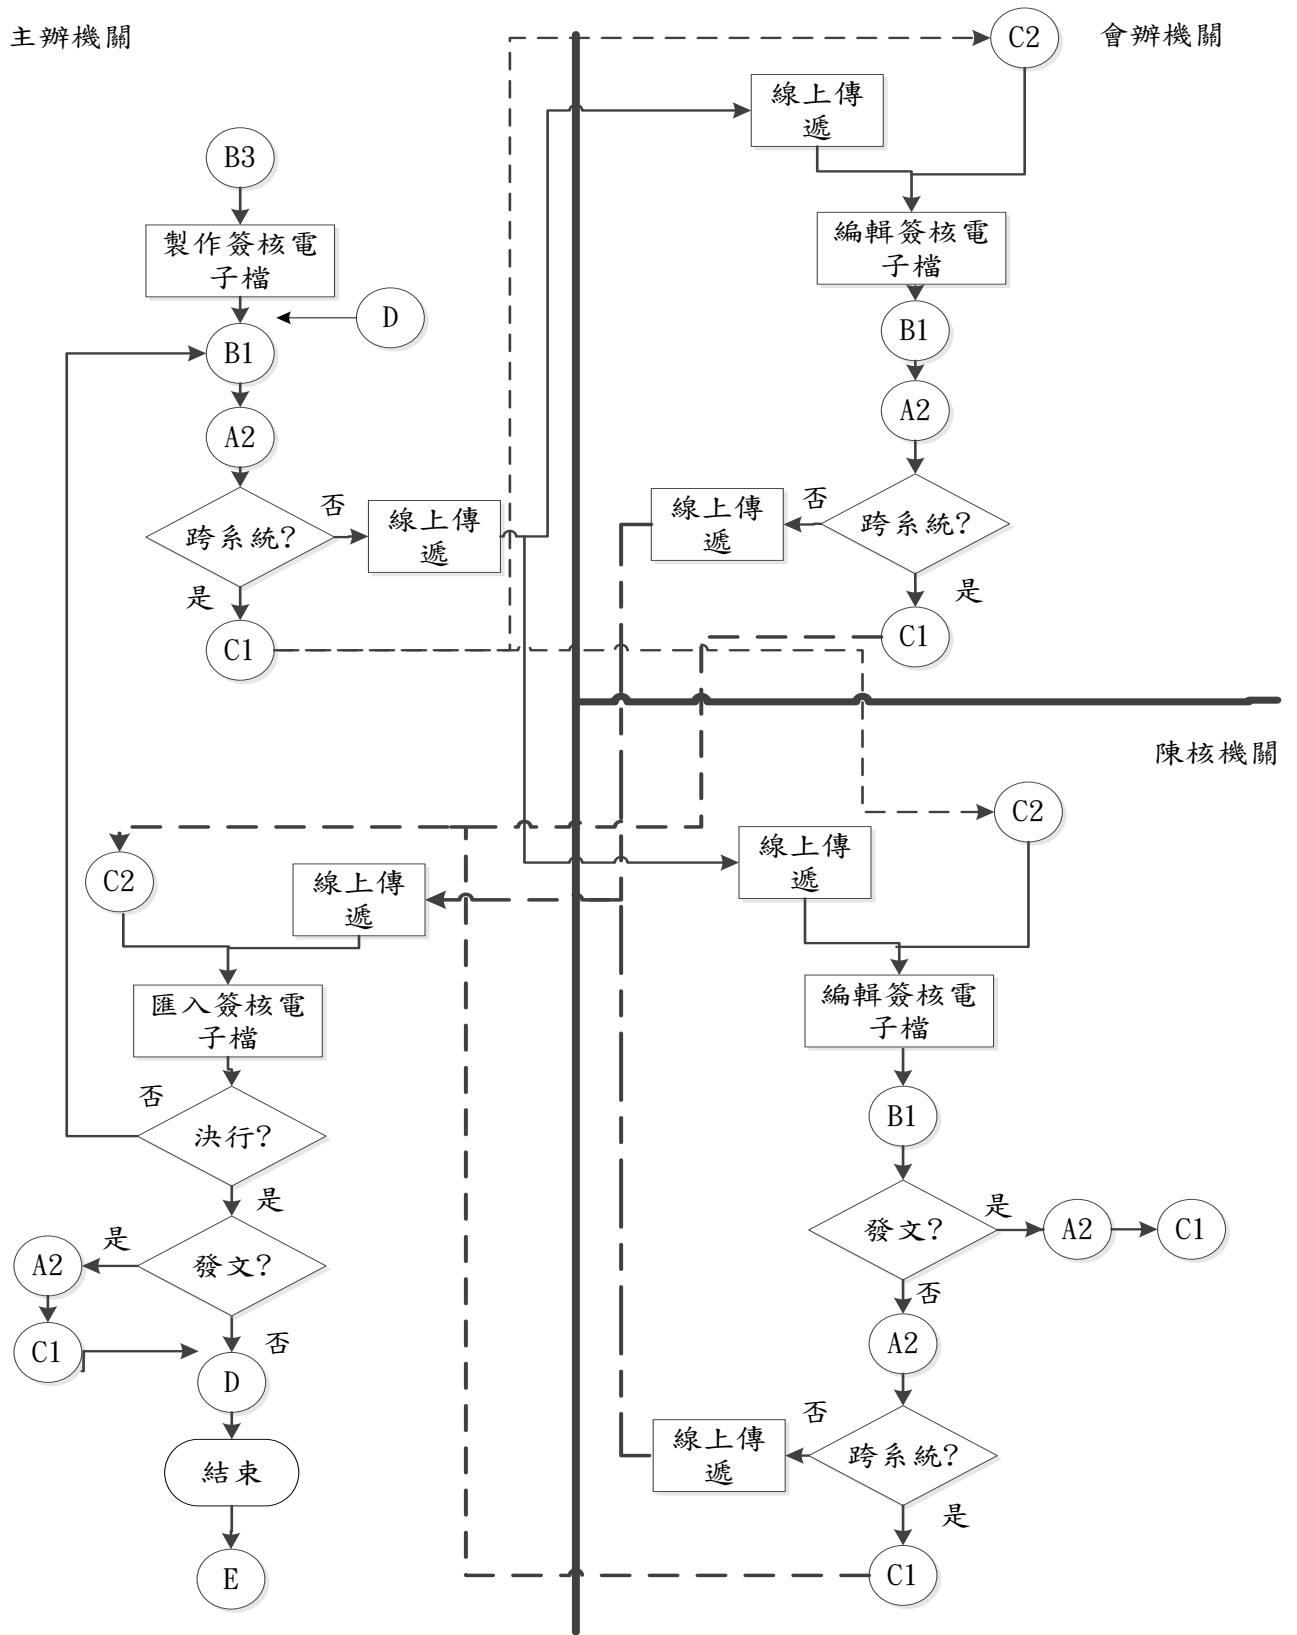 主辦機關
B3
製作簽核電
子檔
D
B1
A2
跨系統?
否
線上傳
遞
是
C1
C2
線上傳
遞
匯入簽核電
子檔
否
決行?
是
是
發文?
A2
否
C1
D
結束
E
會辦機關
C2
線上傳
遞
編輯簽核電
子檔
B1
A2
跨系統?
否
線上傳
遞
是
C1
陳核機關
C2
線上傳
遞
編輯簽核電
子檔
B1
發文?
是
A2
C1
否
A2
跨系統?
否
線上傳
遞
是
C1